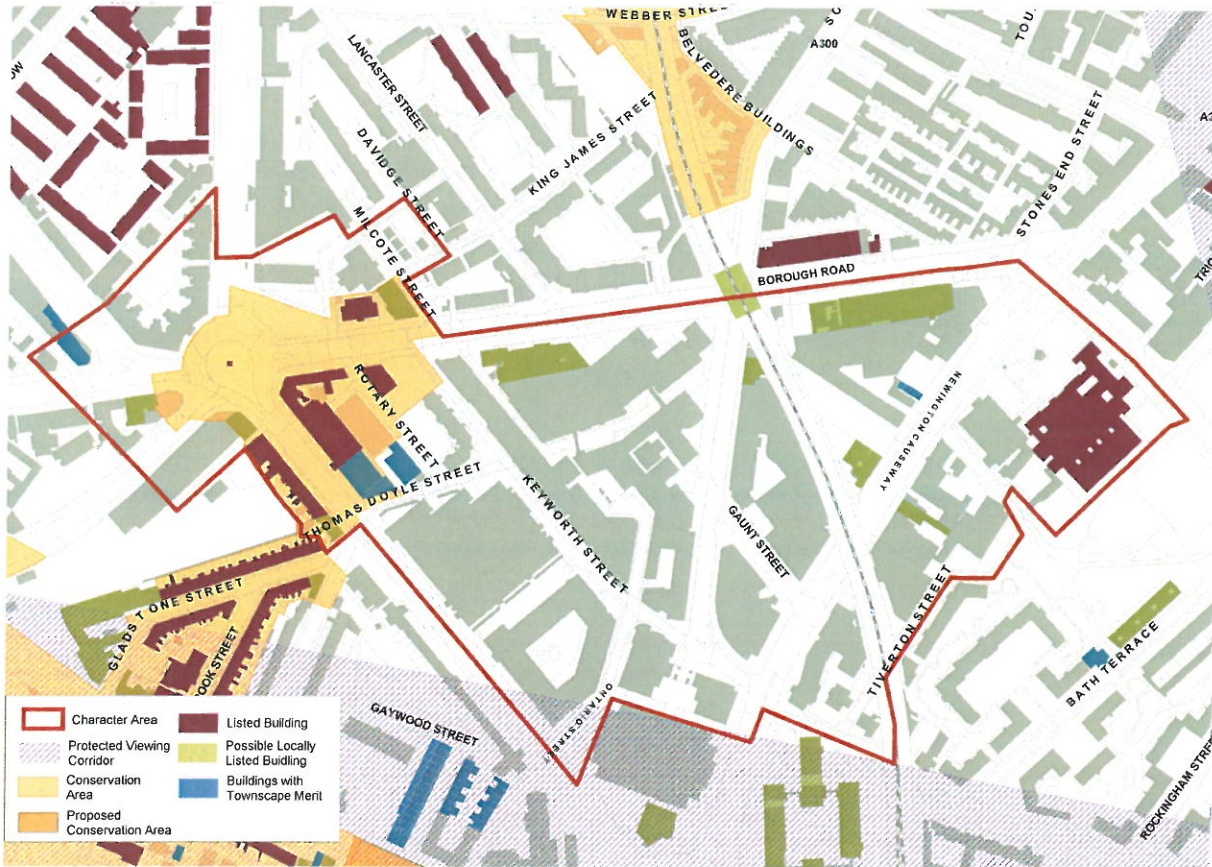 WEBBER STRE
A300
LANCASTER STREET
BELVEDERE BUILDINGS
DAVIDGE STREET
KING JAMES STREET
STONES END STREET
MILCOTE STREET
BOROUGH ROAD
ROTARY STREET
NEWINGTON CAUSEWAY
THOMAS DOYLE STREET
KEYWORTH STREET
GAUNT STREET
GLADSTONE STREET
TIVERTON STREET
BATH TERRACE
GAYWOOD STREET
ONTARIO STREET
ROCKINGHAM STREE
Character Area
Protected Viewing
Corridor
Conservation
Area
Proposed
Conservation Area
Listed Building
Possible Locally
Listed Buidling
Buildings with
Townscape Merit